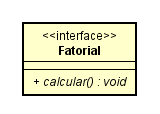 <<interface>>
Fatorial
+ calcular() : void